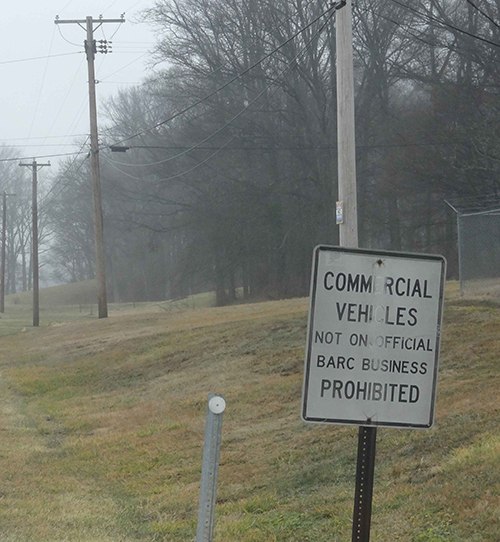 COMMERCIAL
VEHICLES
NOT ON OFFICIAL
BARC BUSINESS
PROHIBITED